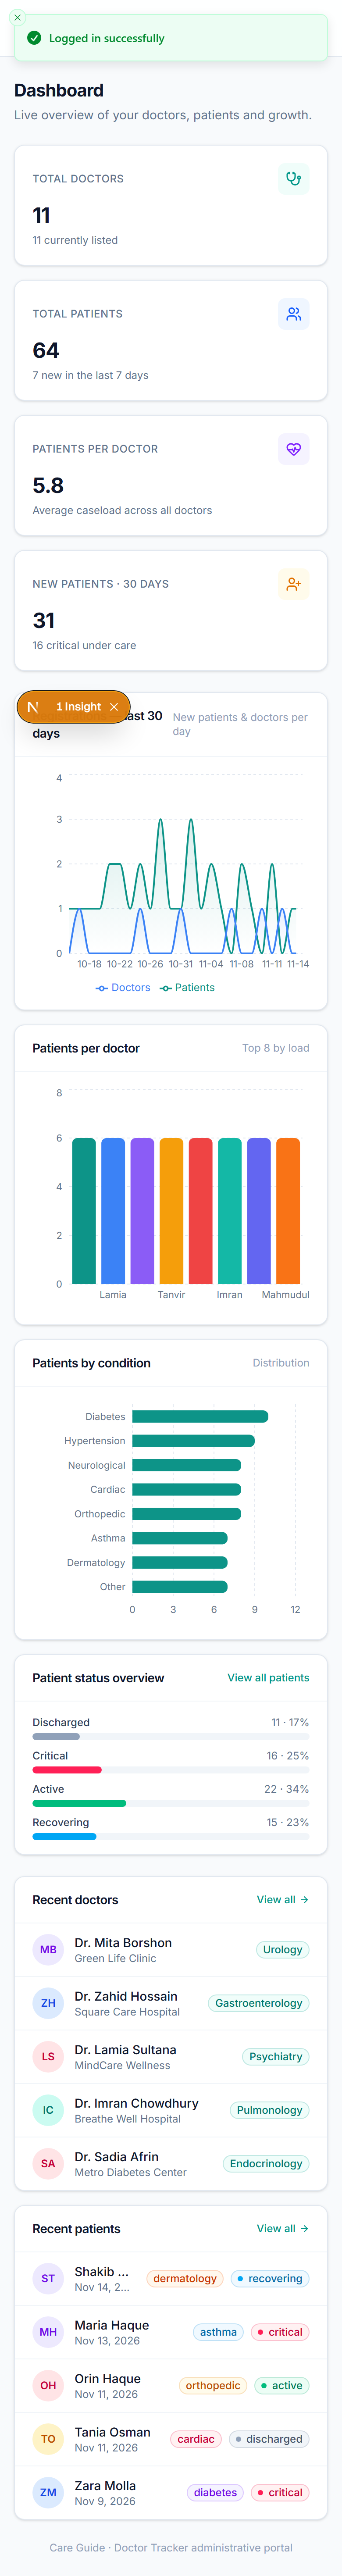 Logged in successfully
Dashboard
Live overview of your doctors, patients and growth.
TOTAL DOCTORS
11
11 currently listed
TOTAL PATIENTS
64
7 new in the last 7 days
PATIENTS PER DOCTOR
5.8
Average caseload across all doctors
NEW PATIENTS · 30 DAYS
31
16 critical under care
1 Insight
last 30
days
New patients & doctors per
day
4
3
2
1
0
10-18 10-22 10-26 10-31 11-04 11-08 11-11 11-14
Doctors Patients
Patients per doctor
Top 8 by load
8
6
4
2
0
Lamia Tanvir Imran Mahmudul
Patients by condition
Distribution
Diabetes
Hypertension
Neurological
Cardiac
Orthopedic
Asthma
Dermatology
Other
0 3 6 9 12
Patient status overview
View all patients
Discharged 11 · 17%
Critical 16 · 25%
Active 22 · 34%
Recovering 15 · 23%
Recent doctors
View all →
MB
Dr. Mita Borshon
Green Life Clinic
Urology
ZH
Dr. Zahid Hossain
Square Care Hospital
Gastroenterology
LS
Dr. Lamia Sultana
MindCare Wellness
Psychiatry
IC
Dr. Imran Chowdhury
Breathe Well Hospital
Pulmonology
SA
Dr. Sadia Afrin
Metro Diabetes Center
Endocrinology
Recent patients
View all →
ST
Shakib ...
Nov 14, 2...
dermatology
recovering
MH
Maria Haque
Nov 13, 2026
asthma
critical
OH
Orin Haque
Nov 11, 2026
orthopedic
active
TO
Tania Osman
Nov 11, 2026
cardiac
discharged
ZM
Zara Molla
Nov 9, 2026
diabetes
critical
Care Guide · Doctor Tracker administrative portal